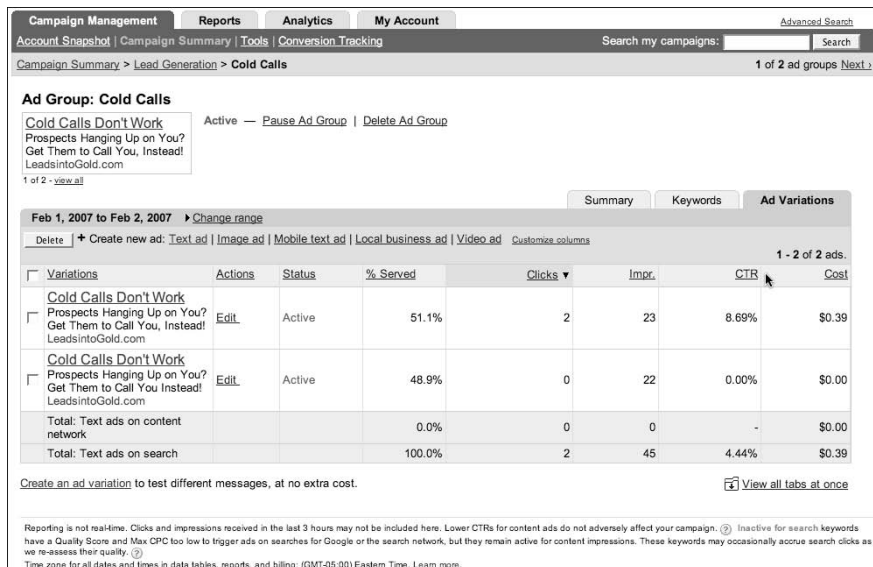 Campaign Management Reports Analytics My Account Advanced Search
Account Snapshot | Campaign Summary | Tools | Conversion Tracking Search my campaigns: Search
Campaign Summary > Lead Generation > Cold Calls 1 of 2 ad groups Next ›
Ad Group: Cold Calls
Cold Calls Don't Work Active — Pause Ad Group | Delete Ad Group
Prospects Hanging Up on You?
Get Them to Call You, Instead!
LeadsintoGold.com
1 of 2 - view all
Summary Keywords Ad Variations
Feb 1, 2007 to Feb 2, 2007 Change range
Delete + Create new ad: Text ad | Image ad | Mobile text ad | Local business ad | Video ad Customize columns
1 - 2 of 2 ads.
Variations Actions Status % Served Clicks ▼ Impr. CTR Cost
Cold Calls Don't Work
Prospects Hanging Up on You?
Get Them to Call You, Instead!
LeadsintoGold.com
Edit Active 51.1% 2 23 8.69% $0.39
Cold Calls Don't Work
Prospects Hanging Up on You?
Get Them to Call You Instead!
LeadsintoGold.com
Edit Active 48.9% 0 22 0.00% $0.00
Total: Text ads on content
network
0.0% 0 0 - $0.00
Total: Text ads on search 100.0% 2 45 4.44% $0.39
Create an ad variation to test different messages, at no extra cost. View all tabs at once
Reporting is not real-time. Clicks and impressions received in the last 3 hours may not be included here. Lower CTRs for content ads do not adversely affect your campaign. ? Inactive for search keywords
have a Quality Score and Max CPC too low to trigger ads on searches for Google or the search network, but they remain active for content impressions. These keywords may occasionally accrue search clicks as
we re-assess their quality. ?
Time zone for all dates and times in data tables, reports, and billing: (GMT-05:00) Eastern Time. Learn more.